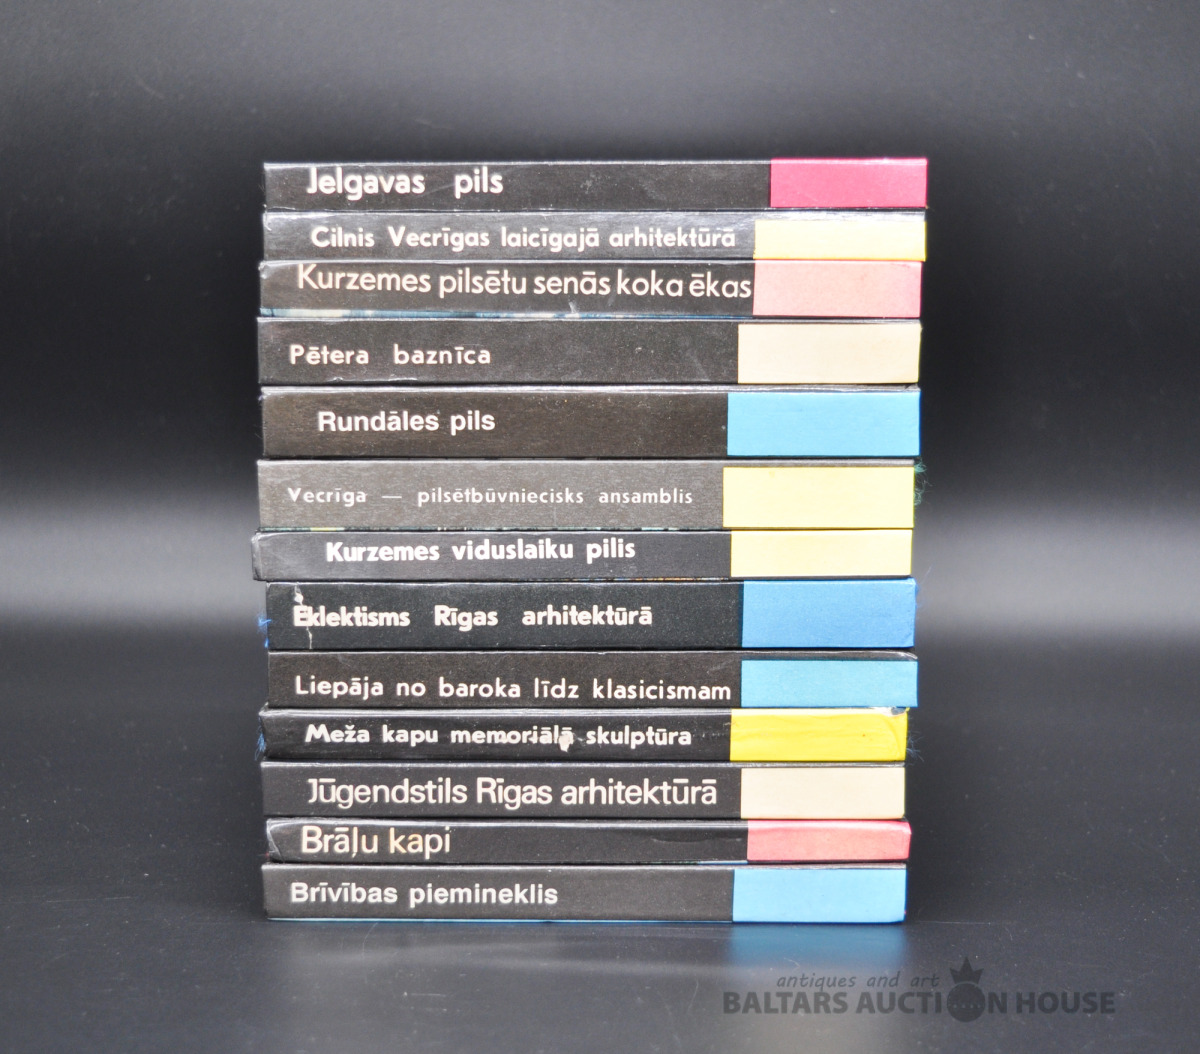 Jelgavas pils
Cilnis Vecrīgas laicīgajā arhitektūrā
Kurzemes pilsētu senās koka ēkas
Pētera baznīca
Rundāles pils
Vecrīga — pilsētbūvniecisks ansamblis
Kurzemes viduslaiku pilis
Eklektisms Rīgas arhitektūrā
Liepāja no baroka līdz klasicismam
Meža kapu memoriālā skulptūra
Jūgendstils Rīgas arhitektūrā
Brāļu kapi
Brīvības piemineklis
antiques and art
BALTARS AUCTION HOUSE